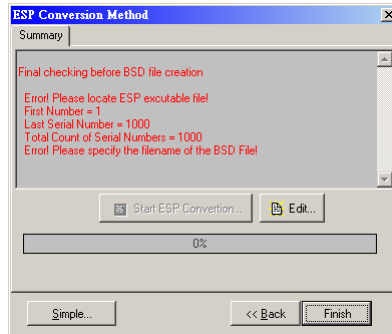 ESP Conversion Method
Summary
Final checking before BSD file creation
Error! Please locate ESP excutable file!
First Number = 1
Last Serial Number = 1000
Total Count of Serial Numbers = 1000
Error! Please specify the filename of the BSD File!
Start ESP Convertion...
Edit...
0%
Simple...
<< Back
Finish